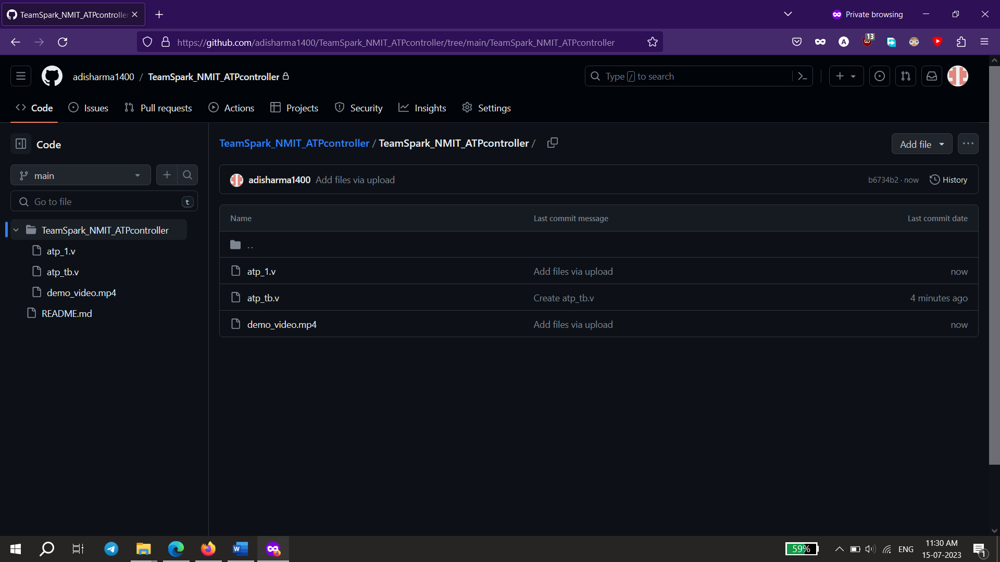 TeamSpark_NMIT_ATPcontroller
Private browsing
https://github.com/adisharma1400/TeamSpark_NMIT_ATPcontroller/tree/main/TeamSpark_NMIT_ATPcontroller
A
13
adisharma1400 / TeamSpark_NMIT_ATPcontroller
Type / to search
Code
Issues
Pull requests
Actions
Projects
Security
Insights
Settings
Code
main
Go to file
t
TeamSpark_NMIT_ATPcontroller
atp_1.v
atp_tb.v
demo_video.mp4
README.md
TeamSpark_NMIT_ATPcontroller / TeamSpark_NMIT_ATPcontroller /
Add file
adisharma1400 Add files via upload
b6734b2 · now
History
Name Last commit message Last commit date
..
atp_1.v Add files via upload now
atp_tb.v Create atp_tb.v 4 minutes ago
demo_video.mp4 Add files via upload now
59%
ENG
11:30 AM
15-07-2023
1